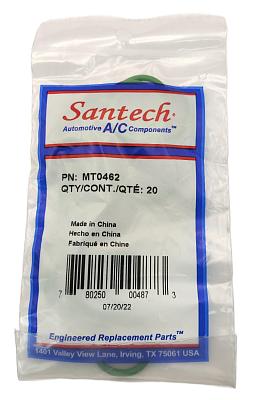 Santech®
Automotive A/C Components™
PN: MT0462
QTY/CONT./QTÉ: 20
Made in China
Hecho en China
Fabriqué en Chine
7 80250 00487 3
07/20/22
Engineered Replacement Parts™
1401 Valley View Lane, Irving, TX 75061 USA